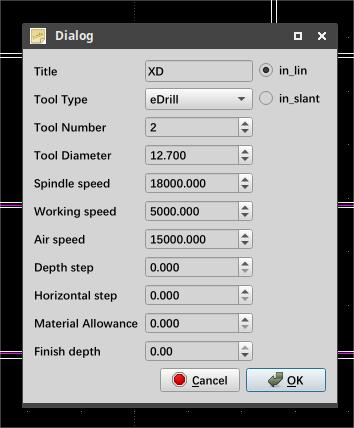 Dialog
Title XD in_lin
Tool Type eDrill in_slant
Tool Number 2
Tool Diameter 12.700
Spindle speed 18000.000
Working speed 5000.000
Air speed 15000.000
Depth step 0.000
Horizontal step 0.000
Material Allowance 0.000
Finish depth 0.00
Cancel OK